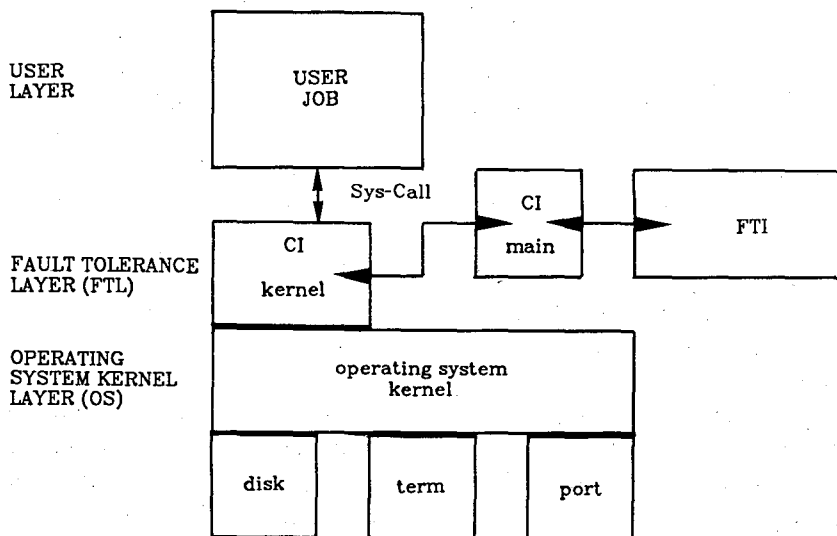 USER
LAYER
USER
JOB
Sys-Call
CI
main
FTI
CI
kernel
FAULT TOLERANCE
LAYER (FTL)
OPERATING
SYSTEM KERNEL
LAYER (OS)
operating system
kernel
disk
term
port